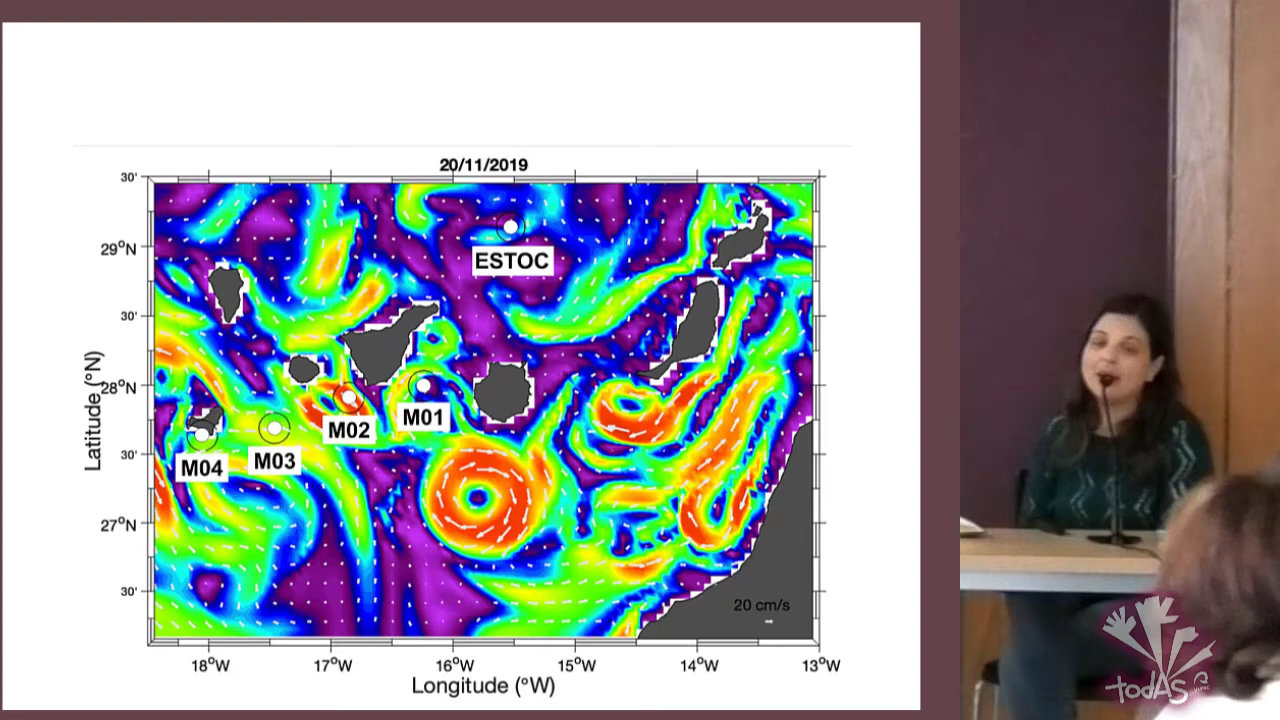 20/11/2019
30'
29°N
30'
28°N
30'
27°N
30'
Latitude (°N)
ESTOC
M01
M02
M03
M04
20 cm/s
18°W
17°W
16°W
15°W
14°W
13°W
Longitude (°W)
todAS